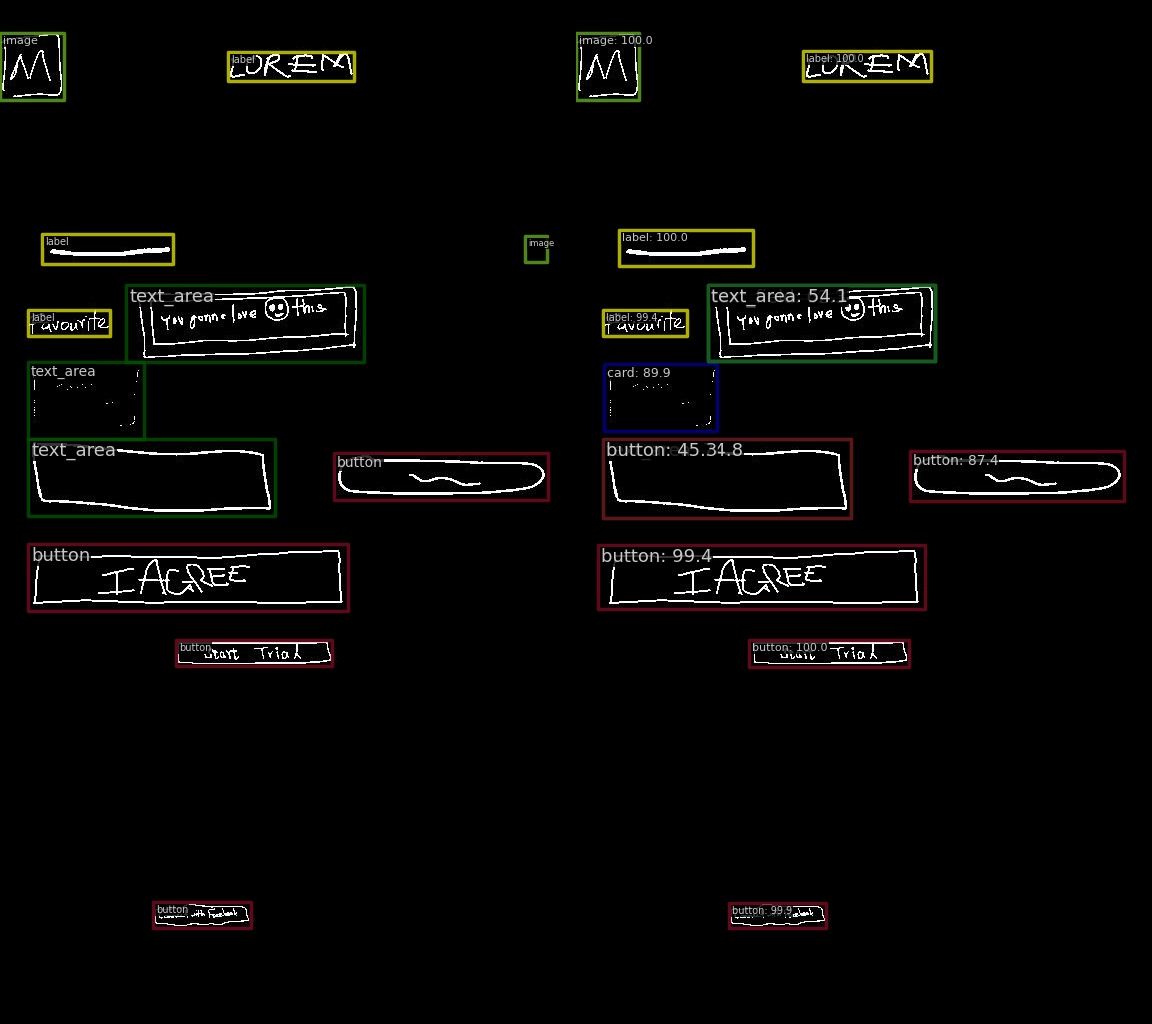 image image: 100.0
M M
label LOREM label: 100.0 LOREM
label image label: 100.0
text_area text_area: 54.1
You gonna love this You gonna love this
label label: 99.4
Favourite Favourite
text_area card: 89.9
text_area button: 45.34.8
button button: 87.4
button button: 99.4
I AGREE I AGREE
button button: 100.0
Start Trial Trial
button button: 99.9
with Facebook